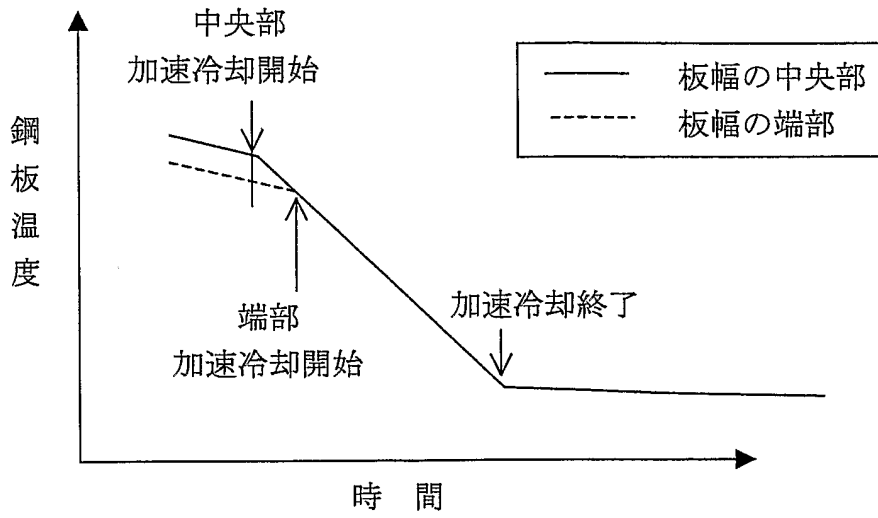 中央部
加速冷却開始
板幅の中央部
板幅の端部
鋼板温度
端部
加速冷却開始
加速冷却終了
時 間